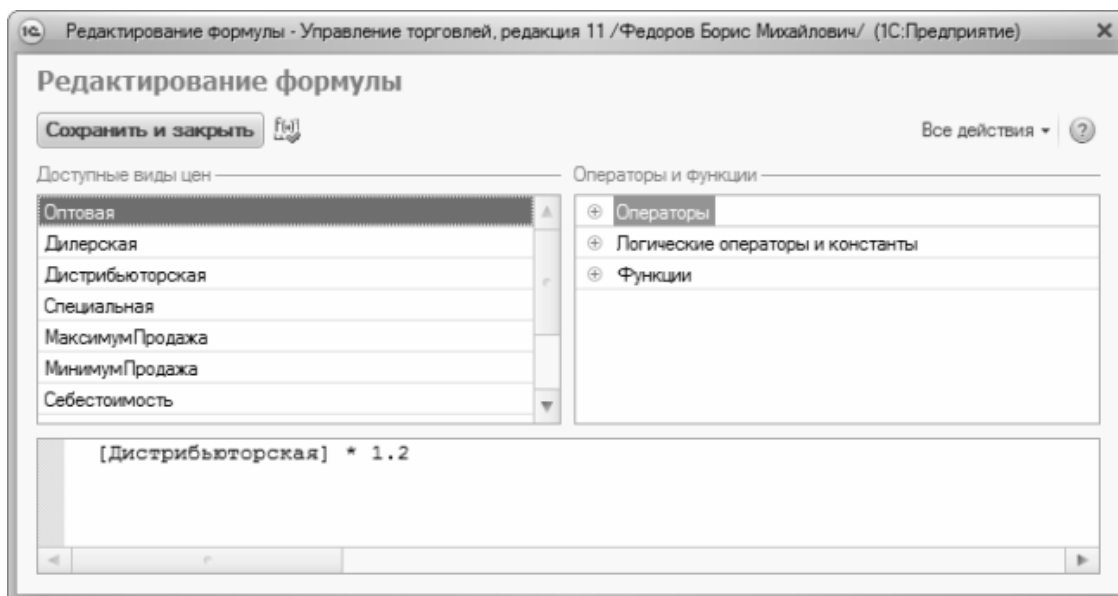 1С Редактирование формулы - Управление торговлей, редакция 11 /Федоров Борис Михайлович/ (1С:Предприятие)
Редактирование формулы
Сохранить и закрыть
Все действия
?
Доступные виды цен
Операторы и функции
Оптовая
Операторы
Дилерская
Логические операторы и константы
Дистрибьюторская
Функции
Специальная
МаксимумПродажа
МинимумПродажа
Себестоимость
[Дистрибьюторская] * 1.2